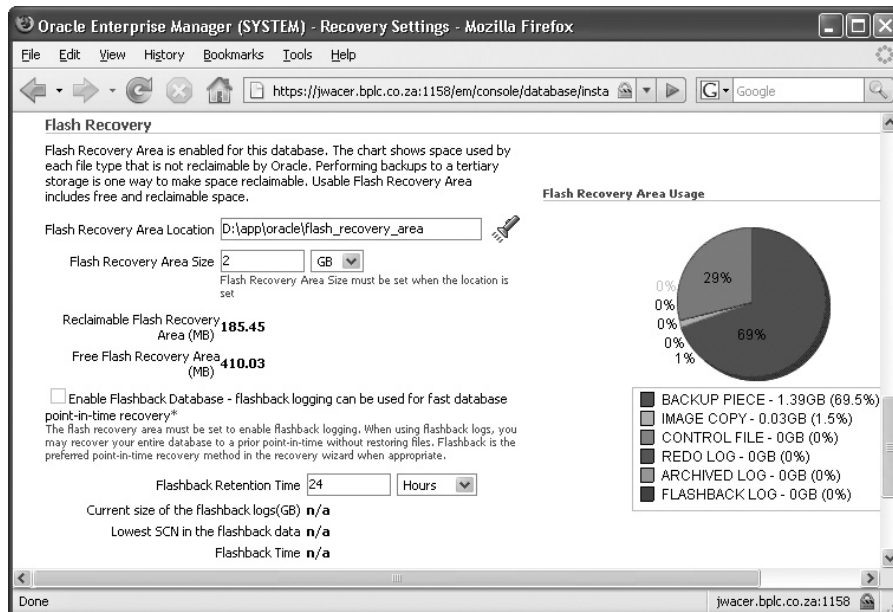 Oracle Enterprise Manager (SYSTEM) - Recovery Settings - Mozilla Firefox
File Edit View History Bookmarks Tools Help
https://jwacer.bplc.co.za:1158/em/console/database/insta
G Google
Flash Recovery
Flash Recovery Area is enabled for this database. The chart shows space used by
each file type that is not reclaimable by Oracle. Performing backups to a tertiary
storage is one way to make space reclaimable. Usable Flash Recovery Area
includes free and reclaimable space.
Flash Recovery Area Location D:\app\oracle\flash_recovery_area
Flash Recovery Area Size 2 GB
Flash Recovery Area Size must be set when the location is
set
Reclaimable Flash Recovery
Area (MB) 185.45
Free Flash Recovery Area
(MB) 410.03
Enable Flashback Database - flashback logging can be used for fast database
point-in-time recovery*
The flash recovery area must be set to enable flashback logging. When using flashback logs, you
may recover your entire database to a prior point-in-time without restoring files. Flashback is the
preferred point-in-time recovery method in the recovery wizard when appropriate.
Flashback Retention Time 24 Hours
Current size of the flashback logs(GB) n/a
Lowest SCN in the flashback data n/a
Flashback Time n/a
Flash Recovery Area Usage
29%
0%
0%
0%
69%
0%
1%
BACKUP PIECE - 1.39GB (69.5%)
IMAGE COPY - 0.03GB (1.5%)
CONTROL FILE - 0GB (0%)
REDO LOG - 0GB (0%)
ARCHIVED LOG - 0GB (0%)
FLASHBACK LOG - 0GB (0%)
Done
jwacer.bplc.co.za:1158